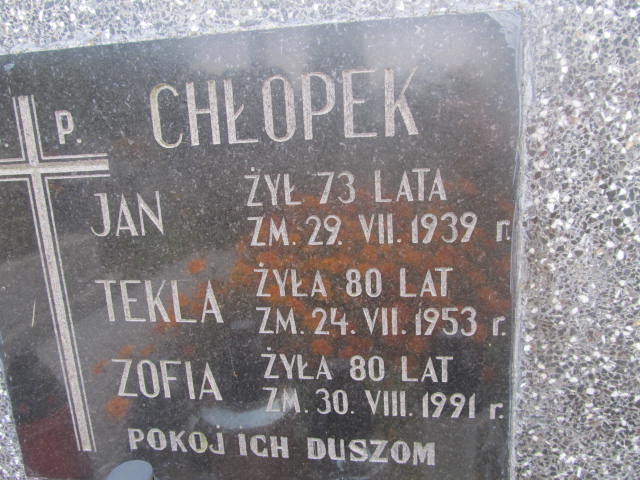 . P. CHŁOPEK
JAN ŻYŁ 73 LATA
ZM. 29. VII. 1939 r.
TEKLA ŻYŁA 80 LAT
ZM. 24. VII. 1953 r.
ZOFIA ŻYŁA 80 LAT
ZM. 30. VIII. 1991 r.
POKÓJ ICH DUSZOM